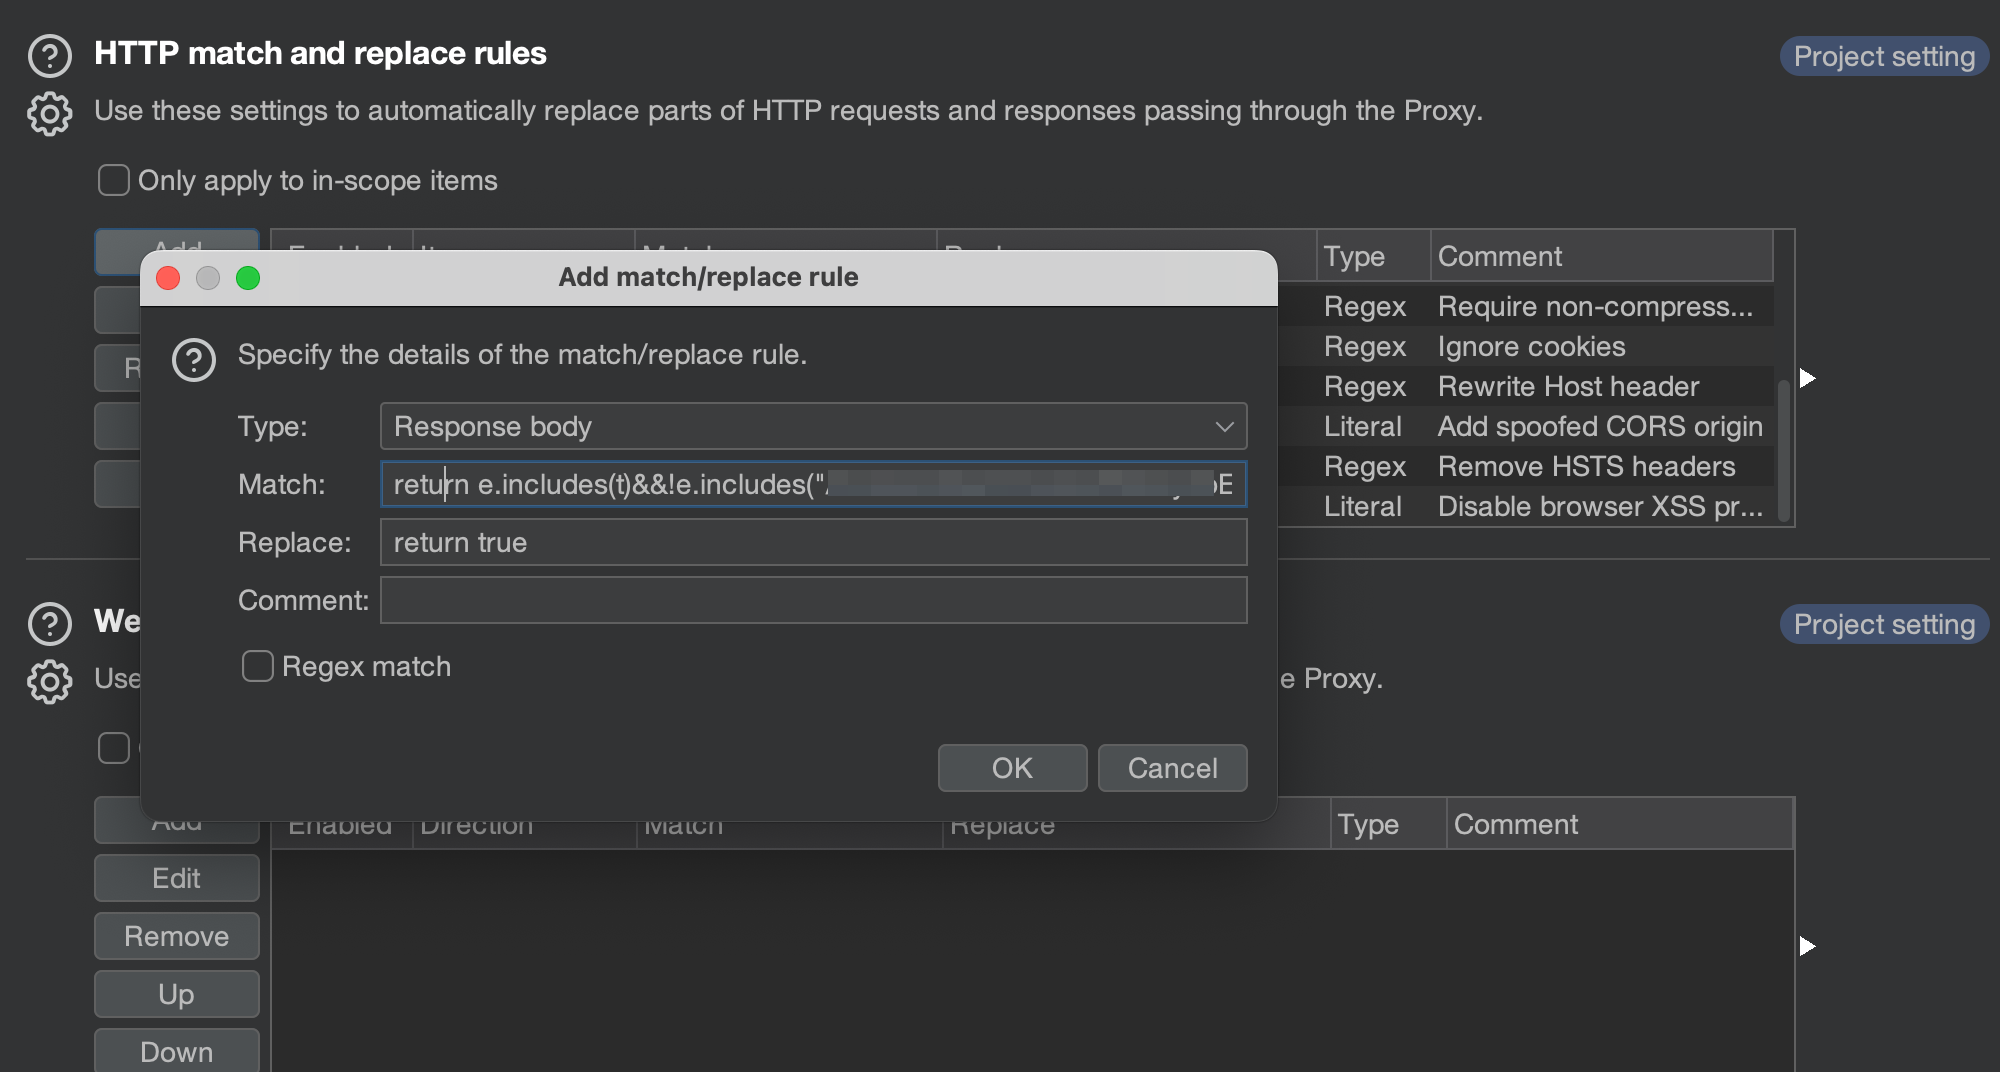 HTTP match and replace rules
Project setting
Use these settings to automatically replace parts of HTTP requests and responses passing through the Proxy.
Only apply to in-scope items
Add
Type Comment
Add match/replace rule
Regex Require non-compress...
Specify the details of the match/replace rule.
Regex Ignore cookies
Regex Rewrite Host header
Type: Response body
Literal Add spoofed CORS origin
Match: return e.includes(t)&&!e.includes("
Regex Remove HSTS headers
Literal Disable browser XSS pr...
Replace: return true
Comment:
We
Project setting
Regex match
Use
e Proxy.
OK Cancel
Add
Enabled Direction Match Replace Type Comment
Edit
Remove
Up
Down